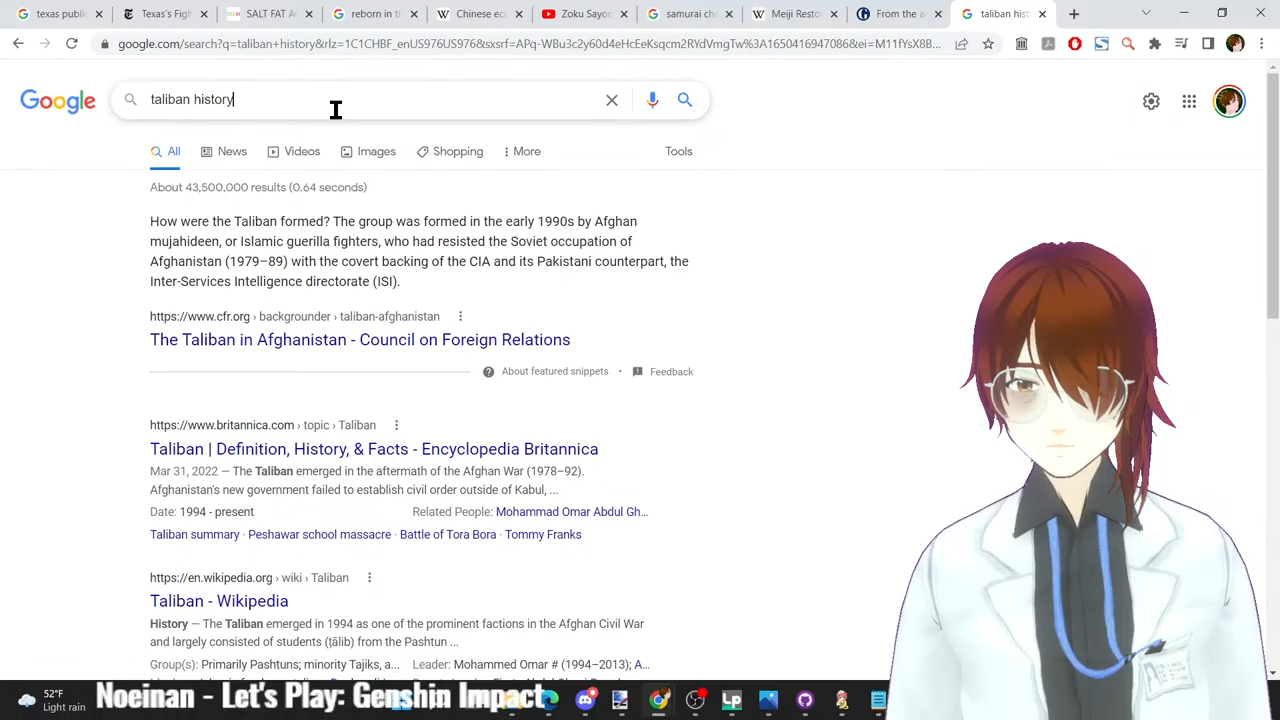 texas public
Texas's Fight
SALT FAT AC
reborn in the
Chinese eco
Zoku Sayon
samurai cha
Meiji Restor
From the ar
taliban hist
google.com/search?q=taliban+history&rlz=1C1CHBF_enUS976US976&sxsrf=APq-WBu3c2y60d4eHcEeKsqcm2RYdVmgTw%3A1650416947086&ei=M11fYsX8B...
Google
taliban history
All
News
Videos
Images
Shopping
More
Tools
About 43,500,000 results (0.64 seconds)
How were the Taliban formed? The group was formed in the early 1990s by Afghan
mujahideen, or Islamic guerilla fighters, who had resisted the Soviet occupation of
Afghanistan (1979–89) with the covert backing of the CIA and its Pakistani counterpart, the
Inter-Services Intelligence directorate (ISI).
https://www.cfr.org › backgrounder › taliban-afghanistan
The Taliban in Afghanistan - Council on Foreign Relations
About featured snippets • Feedback
https://www.britannica.com › topic › Taliban
Taliban | Definition, History, & Facts - Encyclopedia Britannica
Mar 31, 2022 — The Taliban emerged in the aftermath of the Afghan War (1978–92).
Afghanistan's new government failed to establish civil order outside of Kabul, ...
Date: 1994 - present
Related People: Mohammad Omar Abdul Gh...
Taliban summary · Peshawar school massacre · Battle of Tora Bora · Tommy Franks
https://en.wikipedia.org › wiki › Taliban
Taliban - Wikipedia
History — The Taliban emerged in 1994 as one of the prominent factions in the Afghan Civil War
and largely consisted of students (ṭālib) from the Pashtun ...
Group(s): Primarily Pashtuns; minority Tajiks, a...
Leader: Mohammed Omar # (1994–2013); A...
52°F
Light rain
Noeinan - Let's Play: Genshin Impact